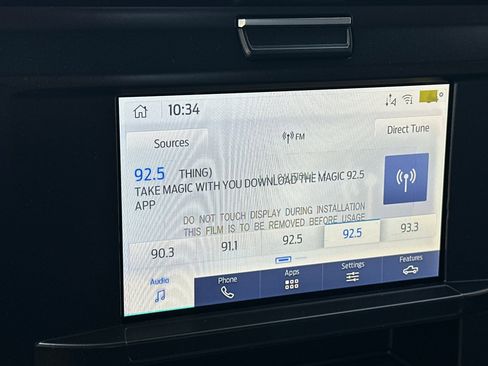 10:34
Sources
FM
Direct Tune
92.5 THING)
TAKE MAGIC WITH YOU DOWNLOAD THE MAGIC 92.5
APP
DO NOT TOUCH DISPLAY DURING INSTALLATION
THIS FILM IS TO BE REMOVED BEFORE USAGE
90.3 91.1 92.5 92.5 93.3
Audio Phone Apps Settings Features